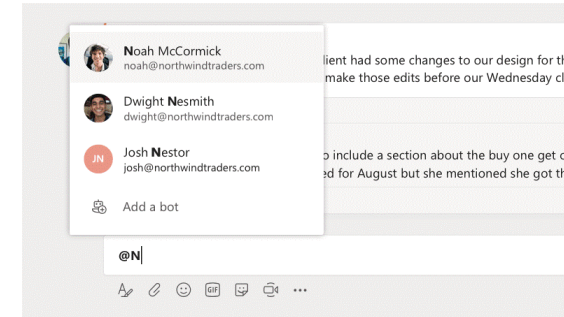 Noah McCormick
noah@northwindtraders.com
lient had some changes to our design for th
make those edits before our Wednesday cl
Dwight Nesmith
dwight@northwindtraders.com
JN
Josh Nestor
josh@northwindtraders.com
o include a section about the buy one get o
ed for August but she mentioned she got th
Add a bot
@N
GIF